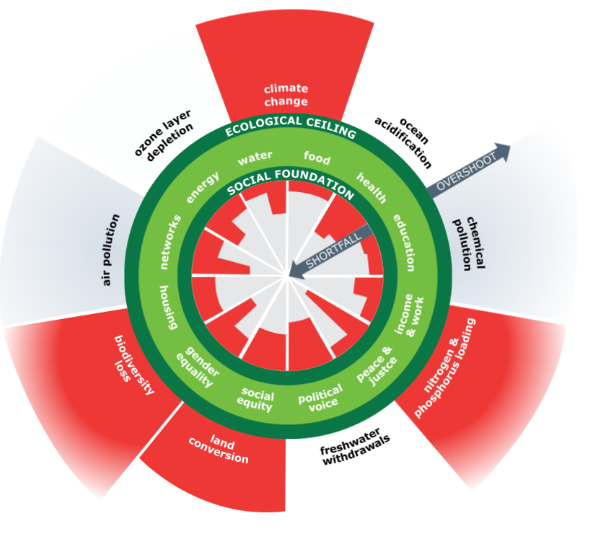 climate
change
ozone layer
depletion
ocean
acidification
ECOLOGICAL CEILING
OVERSHOOT
water
food
energy
health
SOCIAL FOUNDATION
networks
education
SHORTFALL
air pollution
chemical
pollution
housing
income
& work
gender
equality
peace &
justce
social
equity
political
voice
biodiversity
loss
nitrogen &
phosphorus loading
land
conversion
freshwater
withdrawals